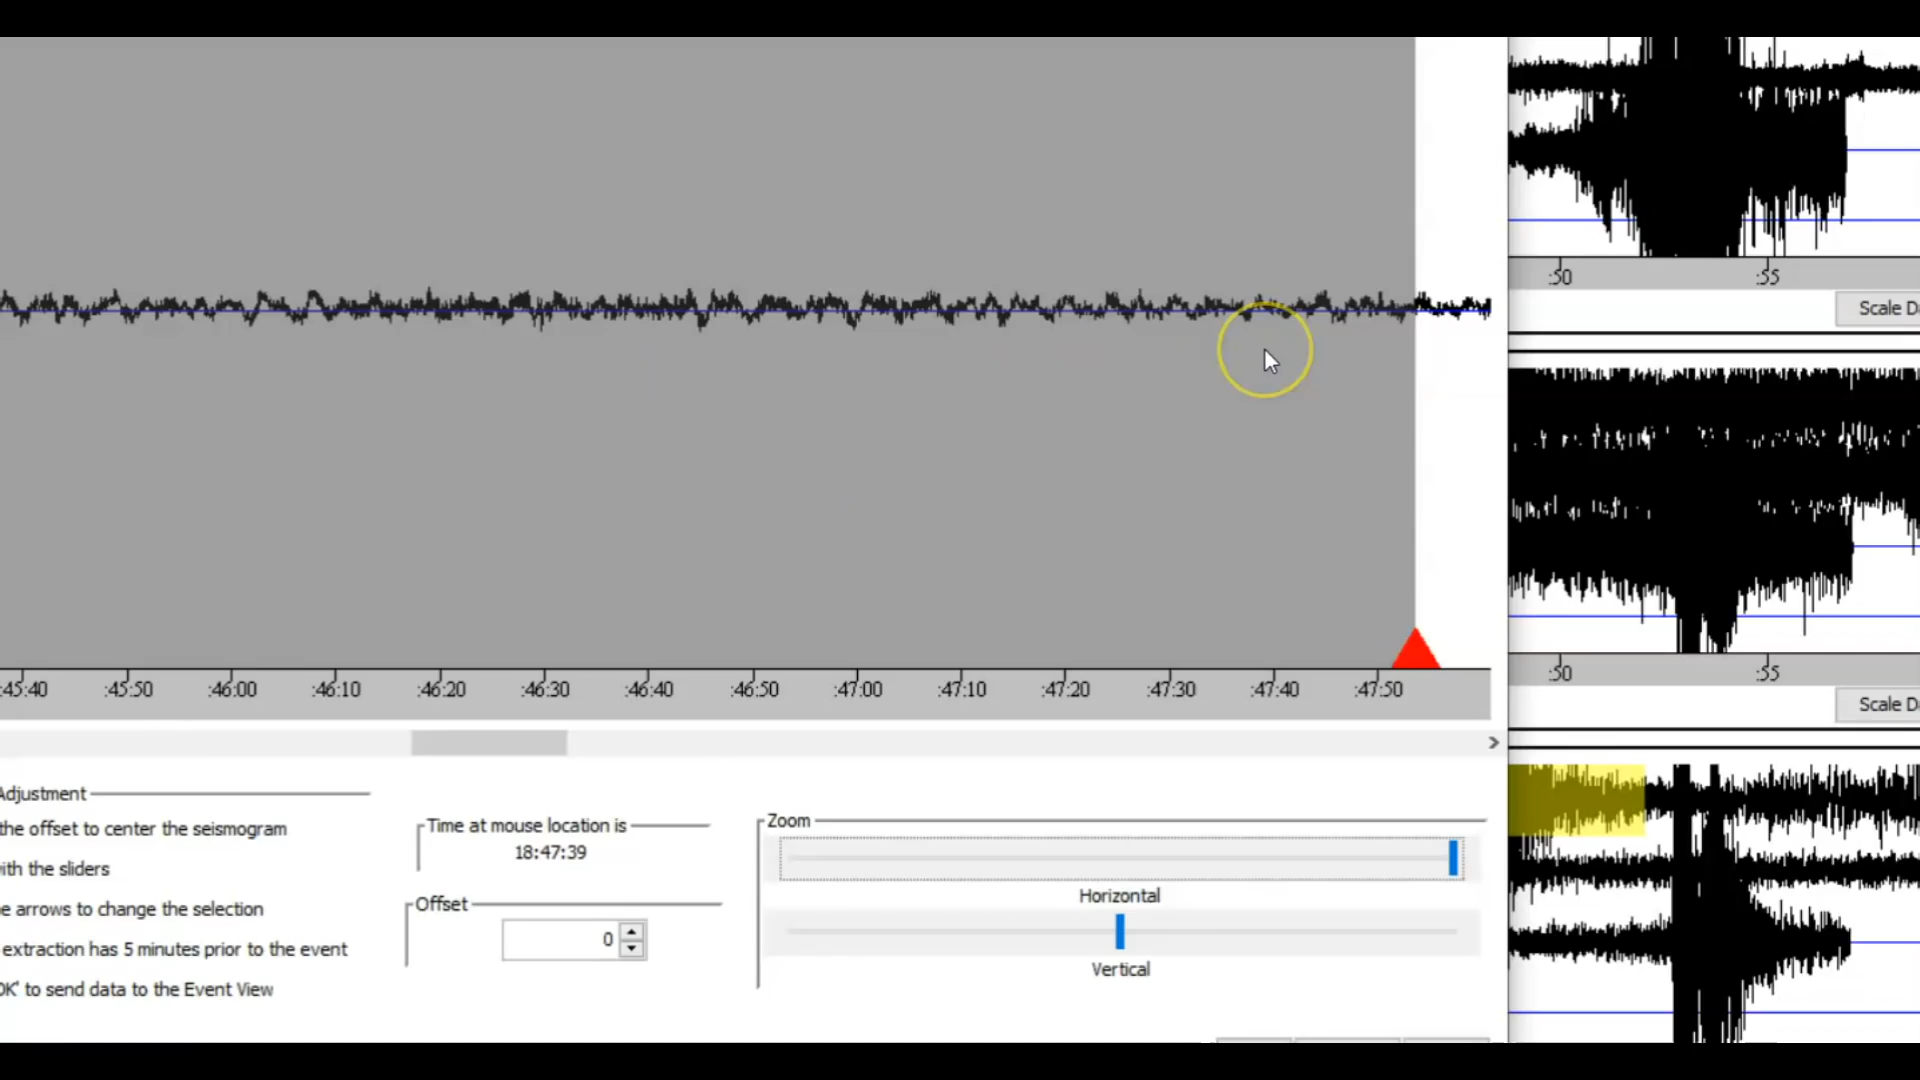 :50 :55
Scale D
:50 :55
:45:40 :45:50 :46:00 :46:10 :46:20 :46:30 :46:40 :46:50 :47:00 :47:10 :47:20 :47:30 :47:40 :47:50
Scale D
Adjustment
the offset to center the seismogram
ith the sliders
e arrows to change the selection
extraction has 5 minutes prior to the event
OK' to send data to the Event View
Time at mouse location is
18:47:39
Offset
0
Zoom
Horizontal
Vertical